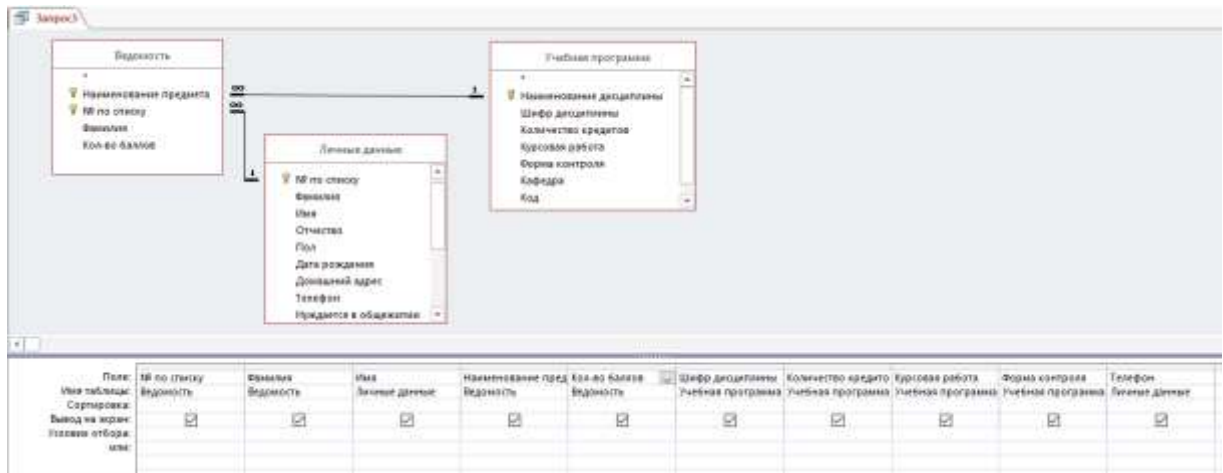 Запрос3
Ведомость
*
Наименование предмета
№ по списку
Фамилия
Кол-во баллов
Учебная программа
*
Наименование дисциплины
Шифр дисциплины
Количество кредитов
Курсовая работа
Форма контроля
Кафедра
Код
∞ 1
∞
1
Личные данные
№ по списку
Фамилия
Имя
Отчество
Пол
Дата рождения
Домашний адрес
Телефон
Нуждается в общежитии
Поле: № по списку Фамилия Имя Наименование пред Кол-во баллов Шифр дисциплины Количество кредито Курсовая работа Форма контроля Телефон
Имя таблицы: Ведомость Ведомость Личные данные Ведомость Ведомость Учебная программа Учебная программа Учебная программа Учебная программа Личные данные
Сортировка:
Вывод на экран:
Условие отбора:
или: